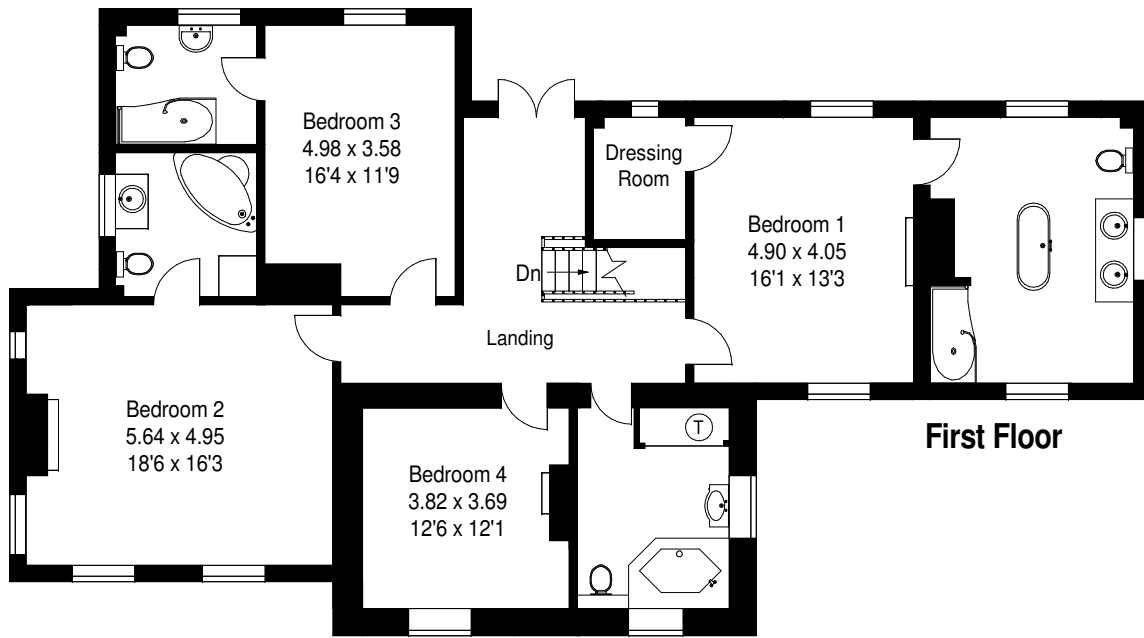 Bedroom 3
4.98 x 3.58
16'4 x 11'9
Dressing
Room
Bedroom 1
4.90 x 4.05
16'1 x 13'3
Dn
Landing
Bedroom 2
5.64 x 4.95
18'6 x 16'3
Bedroom 4
3.82 x 3.69
12'6 x 12'1
T
First Floor